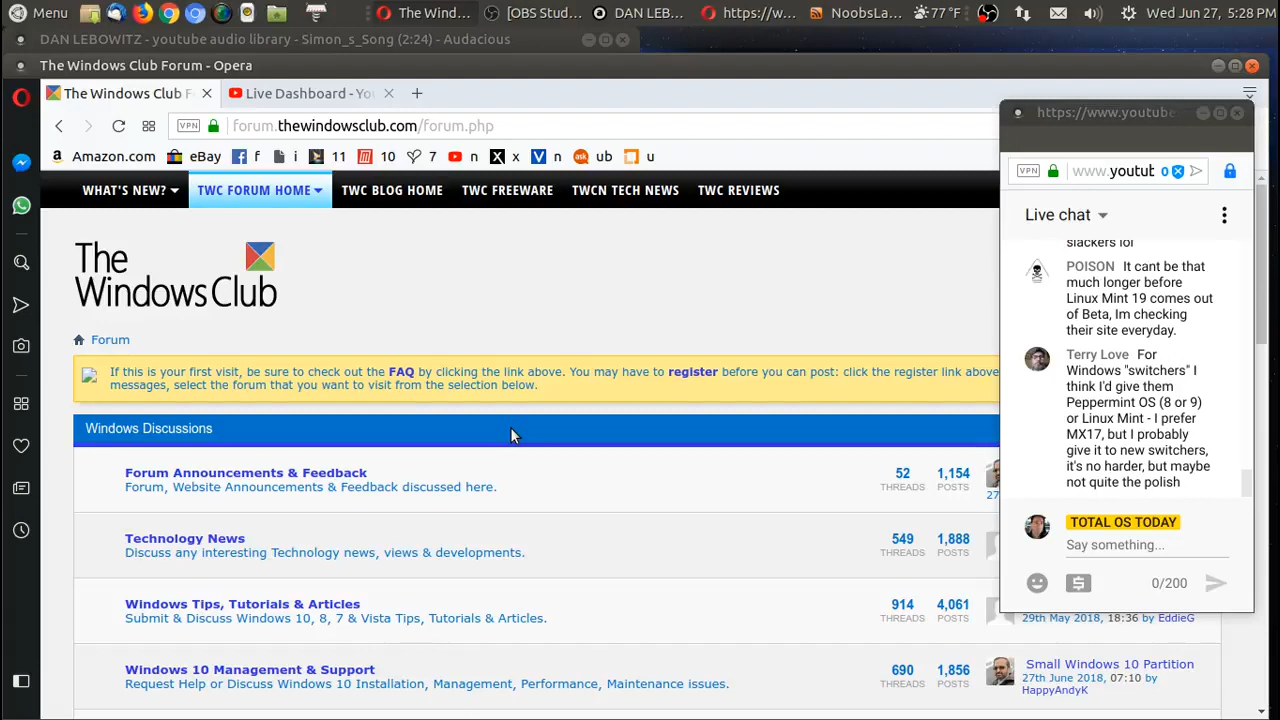 Menu
The Wind...
[OBS Stud...
DAN LEB...
https://w...
NoobsLa...
77 °F
Wed Jun 27, 5:28 PM
DAN LEBOWITZ - youtube audio library - Simon_s_Song (2:24) - Audacious
The Windows Club Forum - Opera
The Windows Club F
Live Dashboard - Yo
VPN
forum.thewindowsclub.com/forum.php
Amazon.com
eBay
f
i
11
10
7
n
x
n
ub
u
WHAT'S NEW?
TWC FORUM HOME
TWC BLOG HOME
TWC FREEWARE
TWCN TECH NEWS
TWC REVIEWS
The
Windows Club
Forum
If this is your first visit, be sure to check out the FAQ by clicking the link above. You may have to register before you can post: click the register link above
messages, select the forum that you want to visit from the selection below.
Windows Discussions
Forum Announcements & Feedback
Forum, Website Announcements & Feedback discussed here.
52
THREADS
1,154
POSTS
27
Technology News
Discuss any interesting Technology news, views & developments.
549
THREADS
1,888
POSTS
Windows Tips, Tutorials & Articles
Submit & Discuss Windows 10, 8, 7 & Vista Tips, Tutorials & Articles.
914
THREADS
4,061
POSTS
29th May 2018, 18:36 by EddieG
Windows 10 Management & Support
Request Help or Discuss Windows 10 Installation, Management, Performance, Maintenance issues.
690
THREADS
1,856
POSTS
Small Windows 10 Partition
27th June 2018, 07:10 by
HappyAndyK
https://www.youtube
VPN
www.youtub
0
Live chat
slackers lol
POISON It cant be that
much longer before
Linux Mint 19 comes out
of Beta, Im checking
their site everyday.
Terry Love For
Windows "switchers" I
think I'd give them
Peppermint OS (8 or 9)
or Linux Mint - I prefer
MX17, but I probably
give it to new switchers,
it's no harder, but maybe
not quite the polish
TOTAL OS TODAY
Say something...
0/200